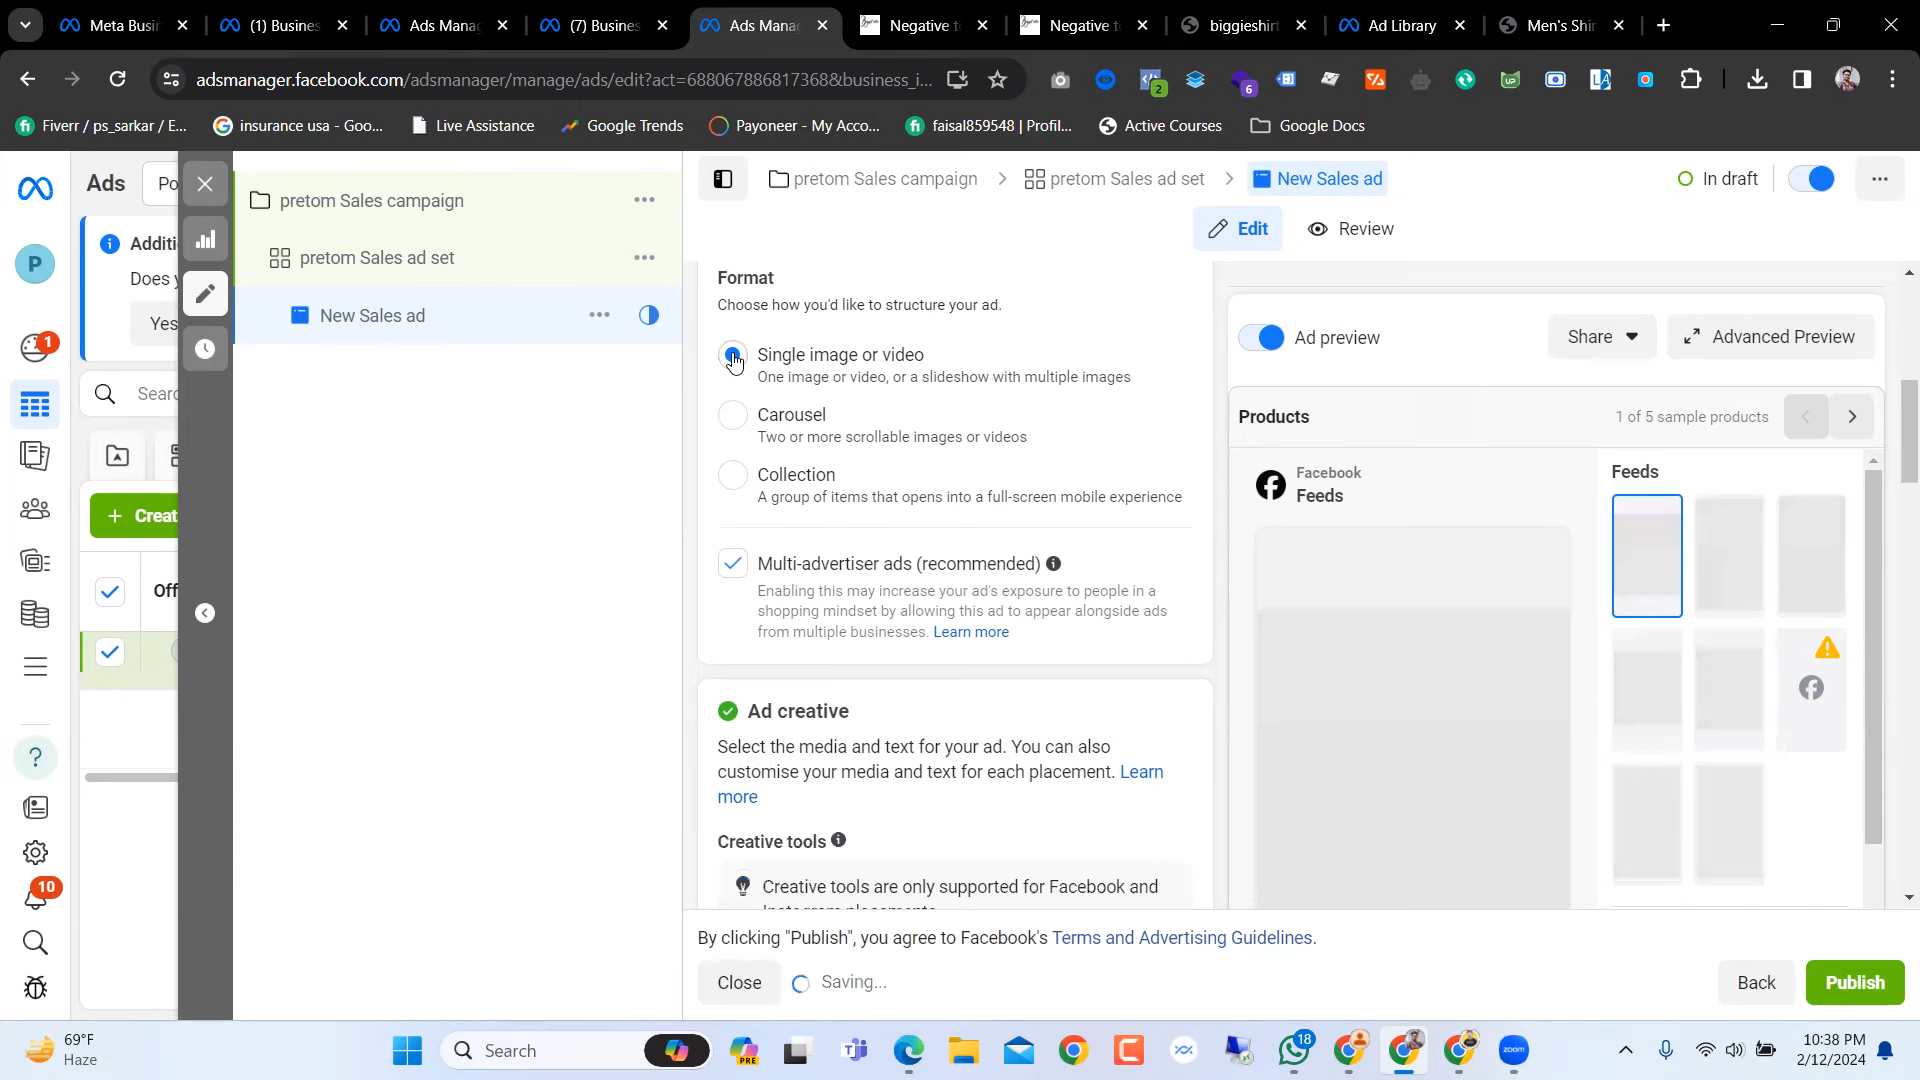 Meta Busin
(1) Busine
Ads Manag
(7) Busine
Ads Mana
Negative t
Negative t
biggieshirt
Ad Library
Men's Shir
adsmanager.facebook.com/adsmanager/manage/ads/edit?act=688067886817368&business_i...
2
6
Fiverr / ps_sarkar / E...
insurance usa - Goo...
Live Assistance
Google Trends
Payoneer - My Acco...
faisal859548 | Profil...
Active Courses
Google Docs
Ads
Po
P
Additi
Does y
Yes
1
Searc
+ Creat
Off
10
pretom Sales campaign
pretom Sales ad set
New Sales ad
pretom Sales campaign
pretom Sales ad set
New Sales ad
In draft
Edit
Review
Format
Choose how you'd like to structure your ad.
Single image or video
One image or video, or a slideshow with multiple images
Carousel
Two or more scrollable images or videos
Collection
A group of items that opens into a full-screen mobile experience
Multi-advertiser ads (recommended)
Enabling this may increase your ad's exposure to people in a
shopping mindset by allowing this ad to appear alongside ads
from multiple businesses. Learn more
Ad creative
Select the media and text for your ad. You can also
customise your media and text for each placement. Learn
more
Creative tools
Creative tools are only supported for Facebook and
Ad preview
Share
Advanced Preview
Products
1 of 5 sample products
Facebook
Feeds
Feeds
By clicking "Publish", you agree to Facebook's Terms and Advertising Guidelines.
Close
Saving...
Back
Publish
69°F
Haze
Search
PRE
18
zoom
10:38 PM
2/12/2024